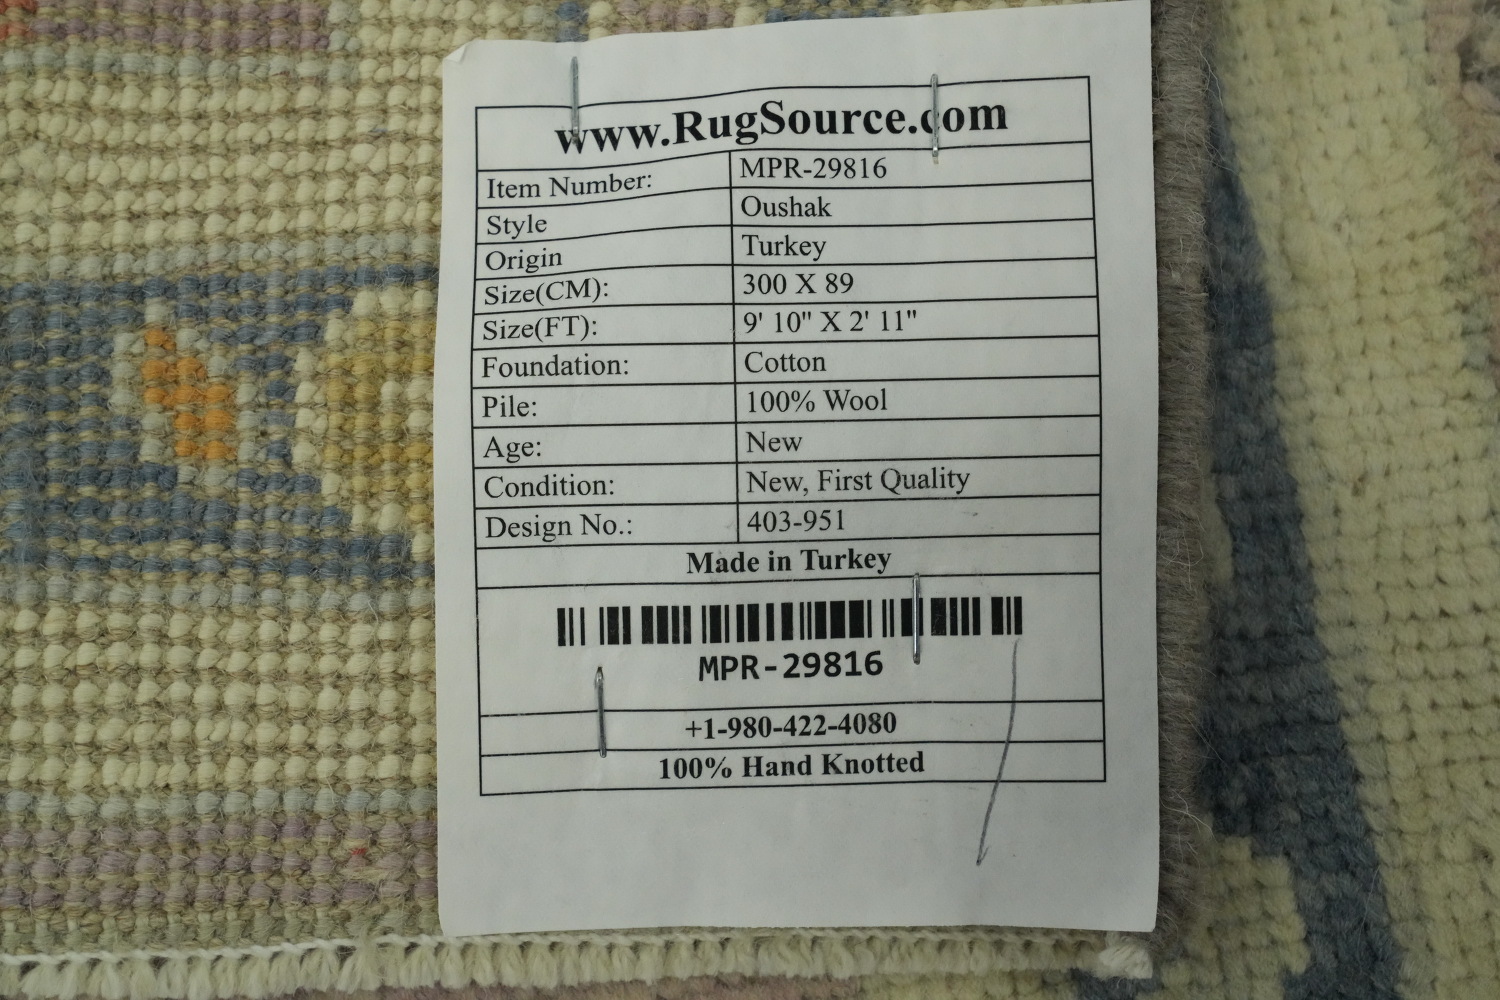 www.RugSource.com
Item Number: MPR-29816
Style Oushak
Origin Turkey
Size(CM): 300 X 89
Size(FT): 9' 10" X 2' 11"
Foundation: Cotton
Pile: 100% Wool
Age: New
Condition: New, First Quality
Design No.: 403-951
Made in Turkey
MPR-29816
+1-980-422-4080
100% Hand Knotted